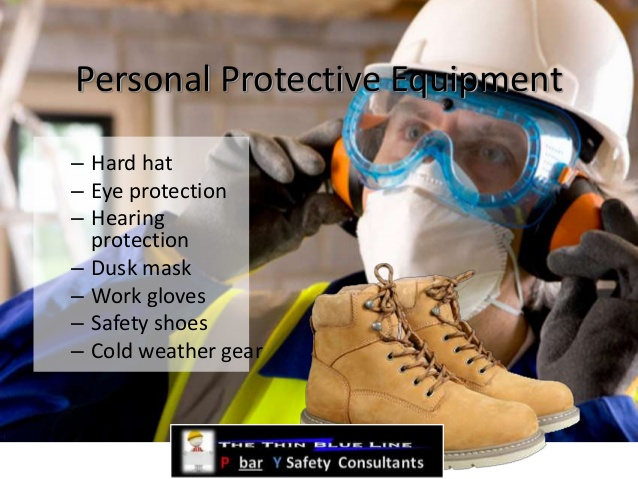 Personal Protective Equipment
– Hard hat
– Eye protection
– Hearing
protection
– Dusk mask
– Work gloves
– Safety shoes
– Cold weather gear
THE THIN BLUE LINE
P bar Y Safety Consultants